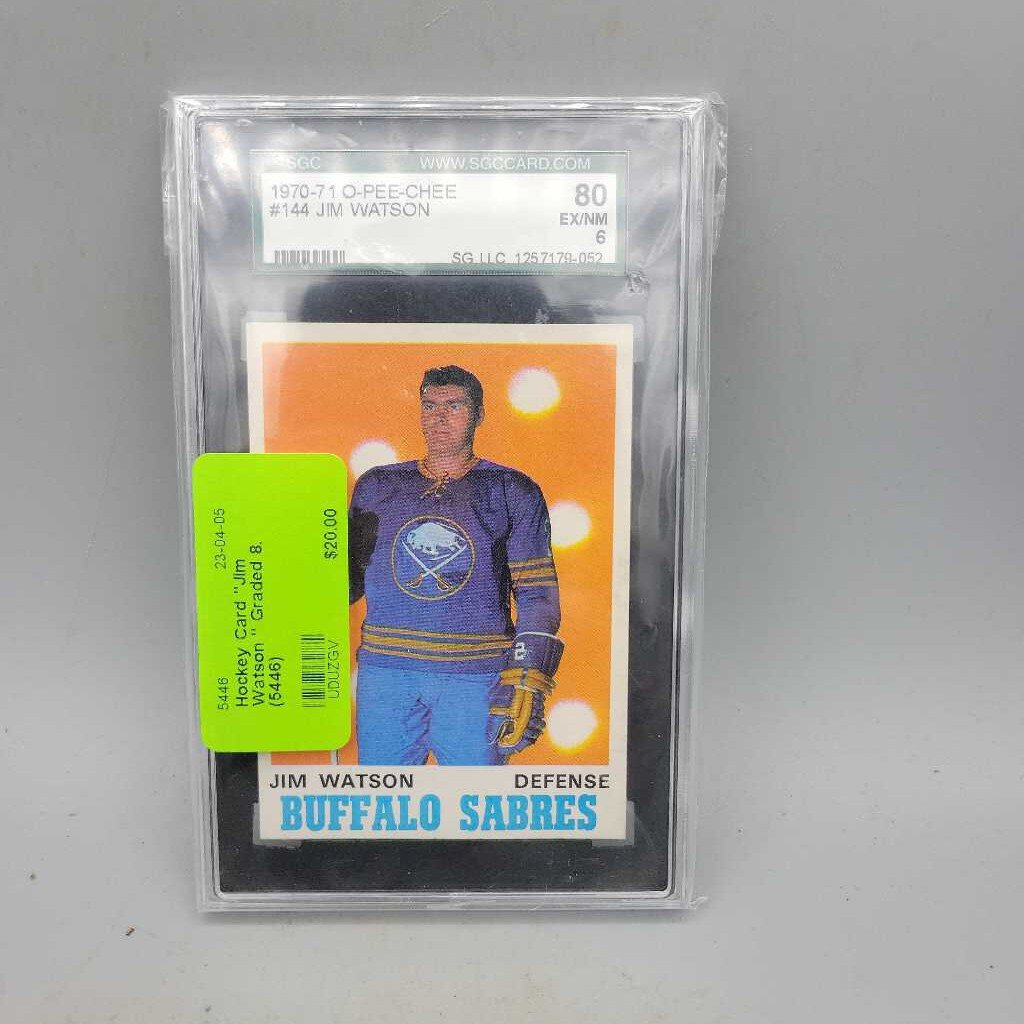 SGC WWW.SGCCARD.COM
1970-71 O-PEE-CHEE 80
#144 JIM WATSON EX/NM
6
SG LLC 1257179-052
5446 23-04-05
Hockey Card "Jim
Watson " Graded 8.
(5446)
$20.00
UDUZGV
2
JIM WATSON DEFENSE
BUFFALO SABRES